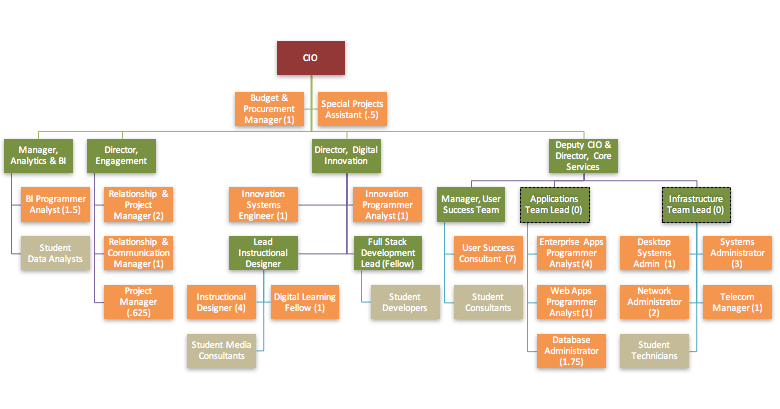 CIO
Budget &
Procurement
Manager (1)
Special Projects
Assistant (.5)
Manager,
Analytics & BI
Director,
Engagement
Director, Digital
Innovation
Deputy CIO &
Director, Core
Services
BI Programmer
Analyst (1.5)
Relationship &
Project
Manager (2)
Innovation
Systems
Engineer (1)
Innovation
Programmer
Analyst (1)
Manager, User
Success Team
Applications
Team Lead (0)
Infrastructure
Team Lead (0)
Student
Data Analysts
Relationship &
Communication
Manager (1)
Lead
Instructional
Designer
Full Stack
Development
Lead (Fellow)
User Success
Consultant (7)
Enterprise Apps
Programmer
Analyst (4)
Desktop
Systems
Admin (1)
Systems
Administrator
(3)
Project
Manager
(.625)
Instructional
Designer (4)
Digital Learning
Fellow (1)
Student
Developers
Student
Consultants
Web Apps
Programmer
Analyst (1)
Network
Administrator
(2)
Telecom
Manager (1)
Student Media
Consultants
Database
Administrator
(1.75)
Student
Technicians